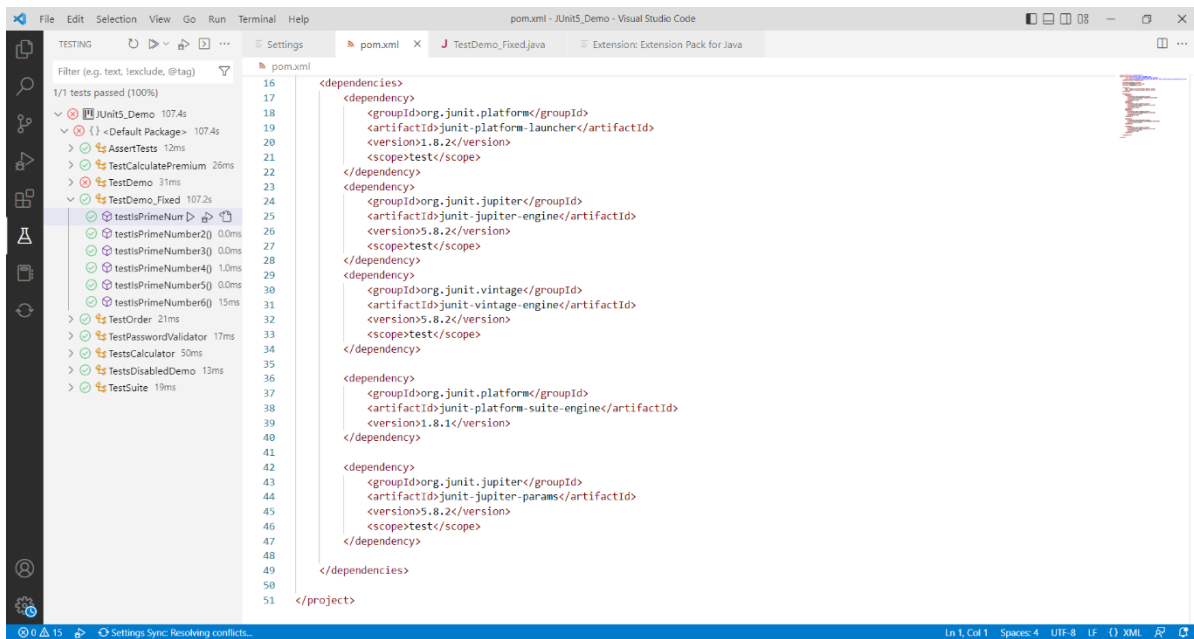 File Edit Selection View Go Run Terminal Help
pom.xml - JUnit5_Demo - Visual Studio Code
TESTING
Settings
pom.xml
J TestDemo_Fixed.java
Extension: Extension Pack for Java
Filter (e.g. text, !exclude, @tag)
1/1 tests passed (100%)
JUnit5_Demo 107.4s
{} <Default Package> 107.4s
AssertTests 12ms
TestCalculatePremium 26ms
TestDemo 31ms
TestDemo_Fixed 107.2s
testIsPrimeNum
testIsPrimeNumber2() 0.0ms
testIsPrimeNumber3() 0.0ms
testIsPrimeNumber4() 1.0ms
testIsPrimeNumber5() 0.0ms
testIsPrimeNumber6() 15ms
TestOrder 21ms
TestPasswordValidator 17ms
TestsCalculator 50ms
TestsDisabledDemo 13ms
TestSuite 19ms
pom.xml
16 <dependencies>
17 <dependency>
18 <groupId>org.junit.platform</groupId>
19 <artifactId>junit-platform-launcher</artifactId>
20 <version>1.8.2</version>
21 <scope>test</scope>
22 </dependency>
23 <dependency>
24 <groupId>org.junit.jupiter</groupId>
25 <artifactId>junit-jupiter-engine</artifactId>
26 <version>5.8.2</version>
27 <scope>test</scope>
28 </dependency>
29 <dependency>
30 <groupId>org.junit.vintage</groupId>
31 <artifactId>junit-vintage-engine</artifactId>
32 <version>5.8.2</version>
33 <scope>test</scope>
34 </dependency>
35
36 <dependency>
37 <groupId>org.junit.platform</groupId>
38 <artifactId>junit-platform-suite-engine</artifactId>
39 <version>1.8.1</version>
40 </dependency>
41
42 <dependency>
43 <groupId>org.junit.jupiter</groupId>
44 <artifactId>junit-jupiter-params</artifactId>
45 <version>5.8.2</version>
46 <scope>test</scope>
47 </dependency>
48
49 </dependencies>
50
51 </project>
0 15 Settings Sync: Resolving conflicts...
Ln 1, Col 1 Spaces: 4 UTF-8 LF {} XML